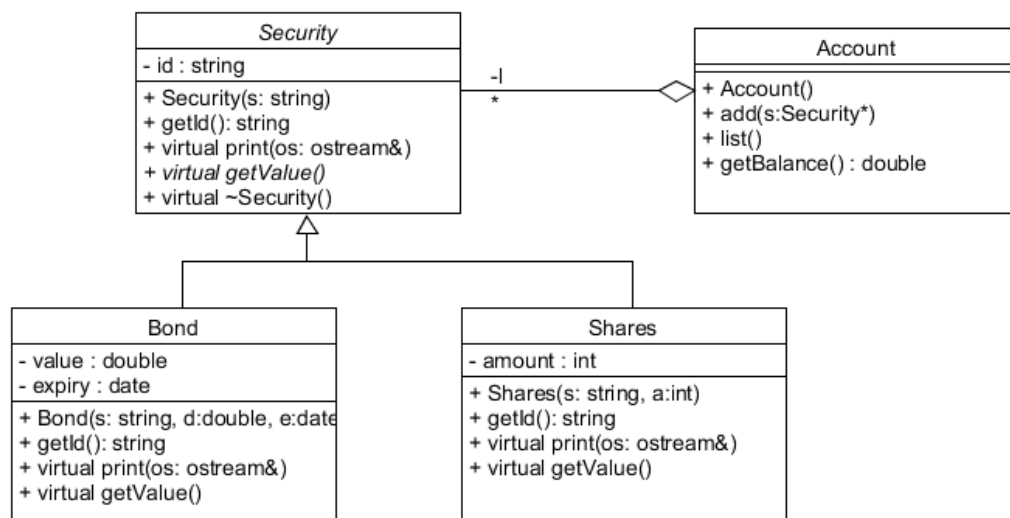 Security
- id : string
+ Security(s: string)
+ getId(): string
+ virtual print(os: ostream&)
+ virtual getValue()
+ virtual ~Security()
-l
*
Account
+ Account()
+ add(s:Security*)
+ list()
+ getBalance() : double
Bond
- value : double
- expiry : date
+ Bond(s: string, d:double, e:date
+ getId(): string
+ virtual print(os: ostream&)
+ virtual getValue()
Shares
- amount : int
+ Shares(s: string, a:int)
+ getId(): string
+ virtual print(os: ostream&)
+ virtual getValue()